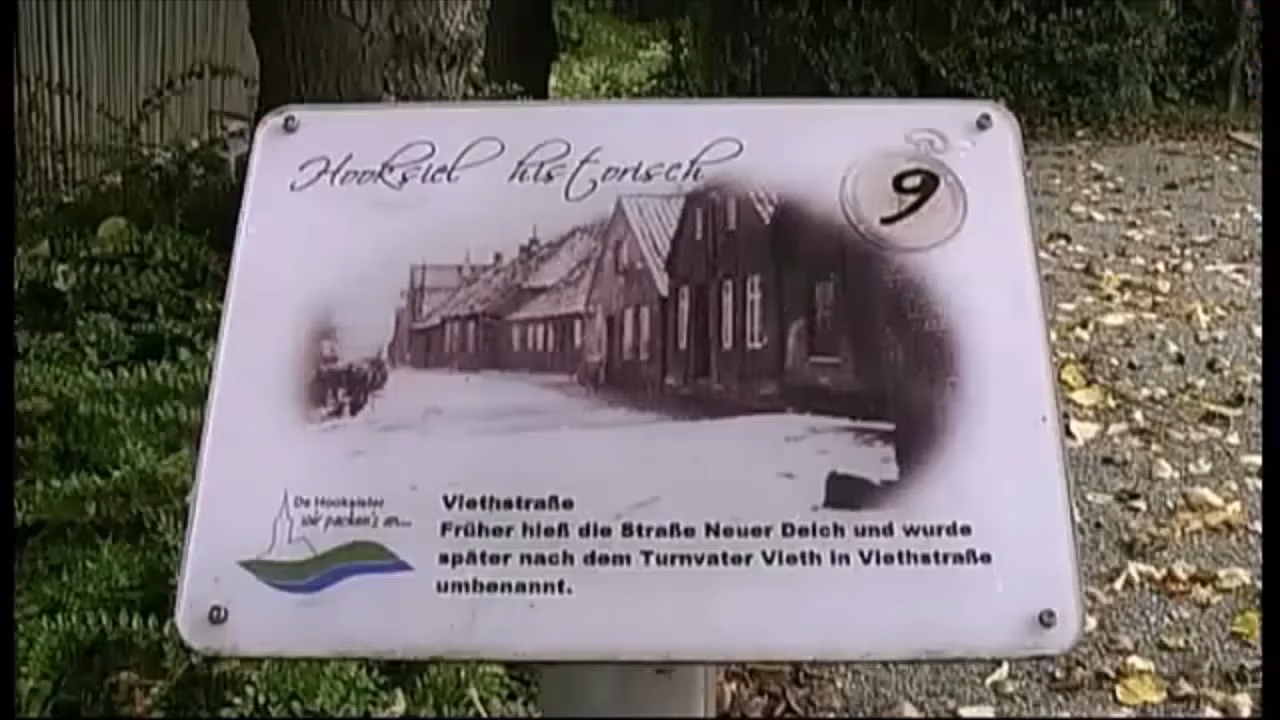 Hooksiel historisch
9
De Hooksieler
wir packen's an...
Viethstraße
Früher hieß die Straße Neuer Deich und wurde
später nach dem Turnvater Vieth in Viethstraße
umbenannt.